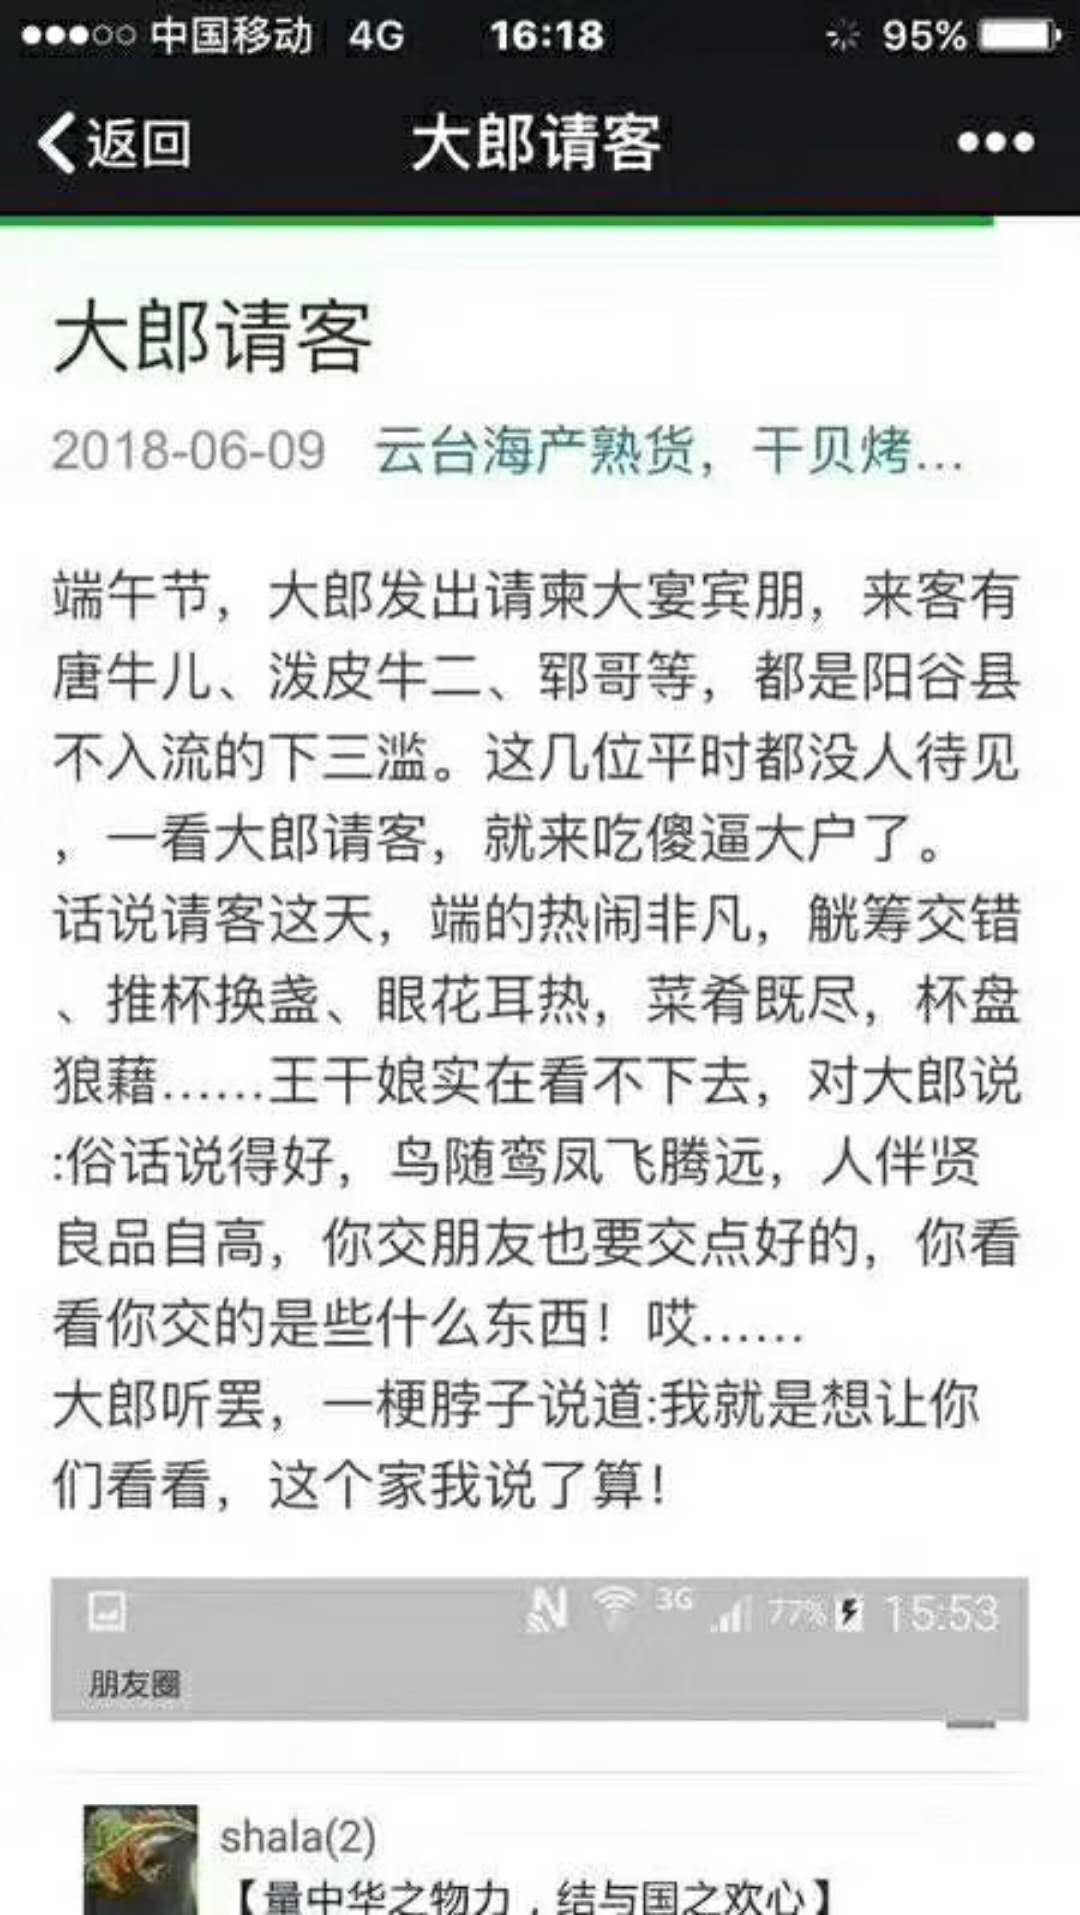 中国移动 4G 16:18 95%
返回 大郎请客
大郎请客
2018-06-09 云台海产熟货，干贝烤...
端午节，大郎发出请柬大宴宾朋，来客有
唐牛儿、泼皮牛二、郓哥等，都是阳谷县
不入流的下三滥。这几位平时都没人待见
，一看大郎请客，就来吃傻逼大户了。
话说请客这天，端的热闹非凡，觥筹交错
、推杯换盏、眼花耳热，菜肴既尽，杯盘
狼藉……王干娘实在看不下去，对大郎说
:俗话说得好，鸟随鸾凤飞腾远，人伴贤
良品自高，你交朋友也要交点好的，你看
看你交的是些什么东西！哎……
大郎听罢，一梗脖子说道:我就是想让你
们看看，这个家我说了算！
3G 77% 15:53
朋友圈
shala(2)
【量中华之物力，结与国之欢心】